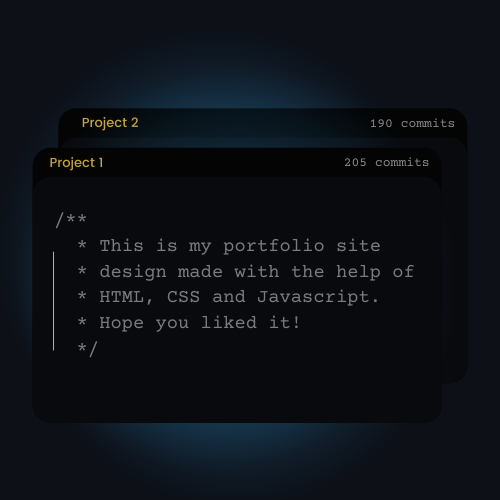 Project 2 190 commits
Project 1 205 commits
/**
* This is my portfolio site
* design made with the help of
* HTML, CSS and Javascript.
* Hope you liked it!
*/